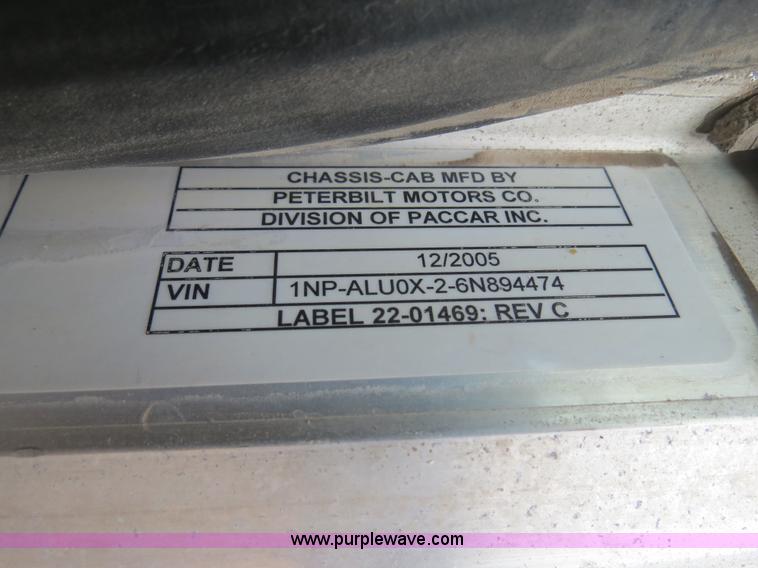 CHASSIS-CAB MFD BY
PETERBILT MOTORS CO.
DIVISION OF PACCAR INC.
DATE 12/2005
VIN 1NP-ALU0X-2-6N894474
LABEL 22-01469: REV C
www.purplewave.com